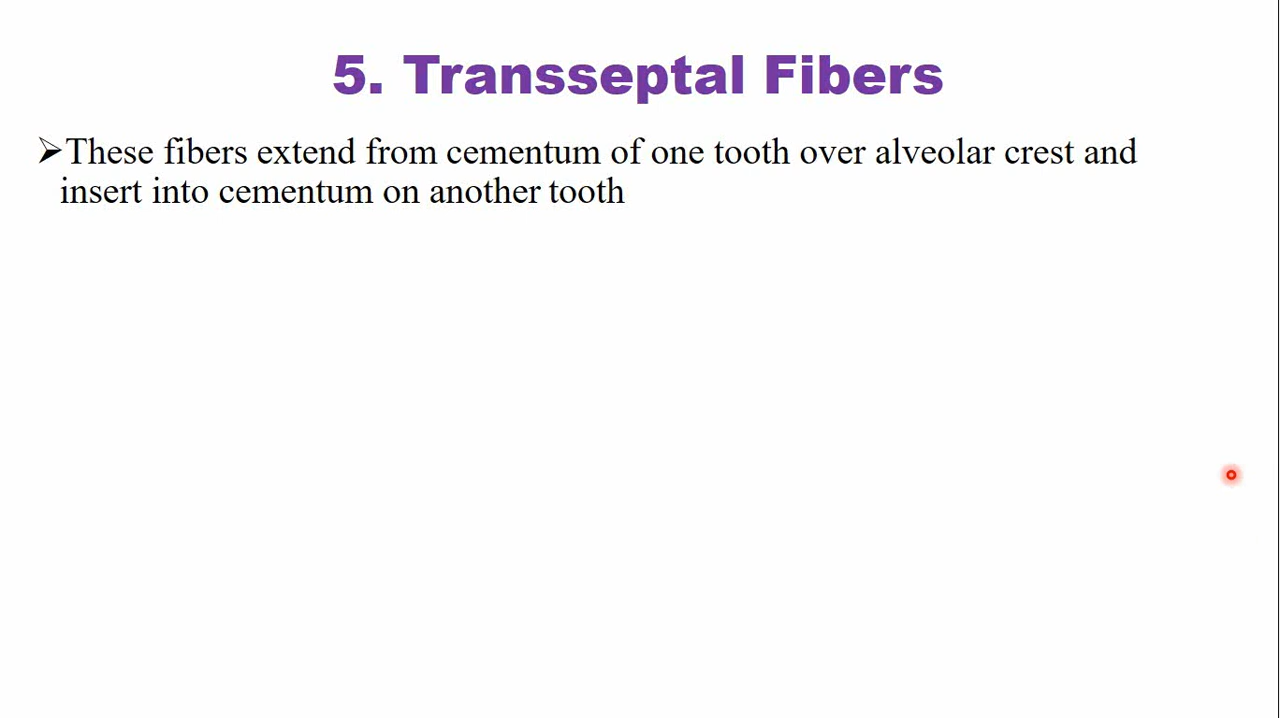 5. Transseptal Fibers
➢These fibers extend from cementum of one tooth over alveolar crest and
insert into cementum on another tooth